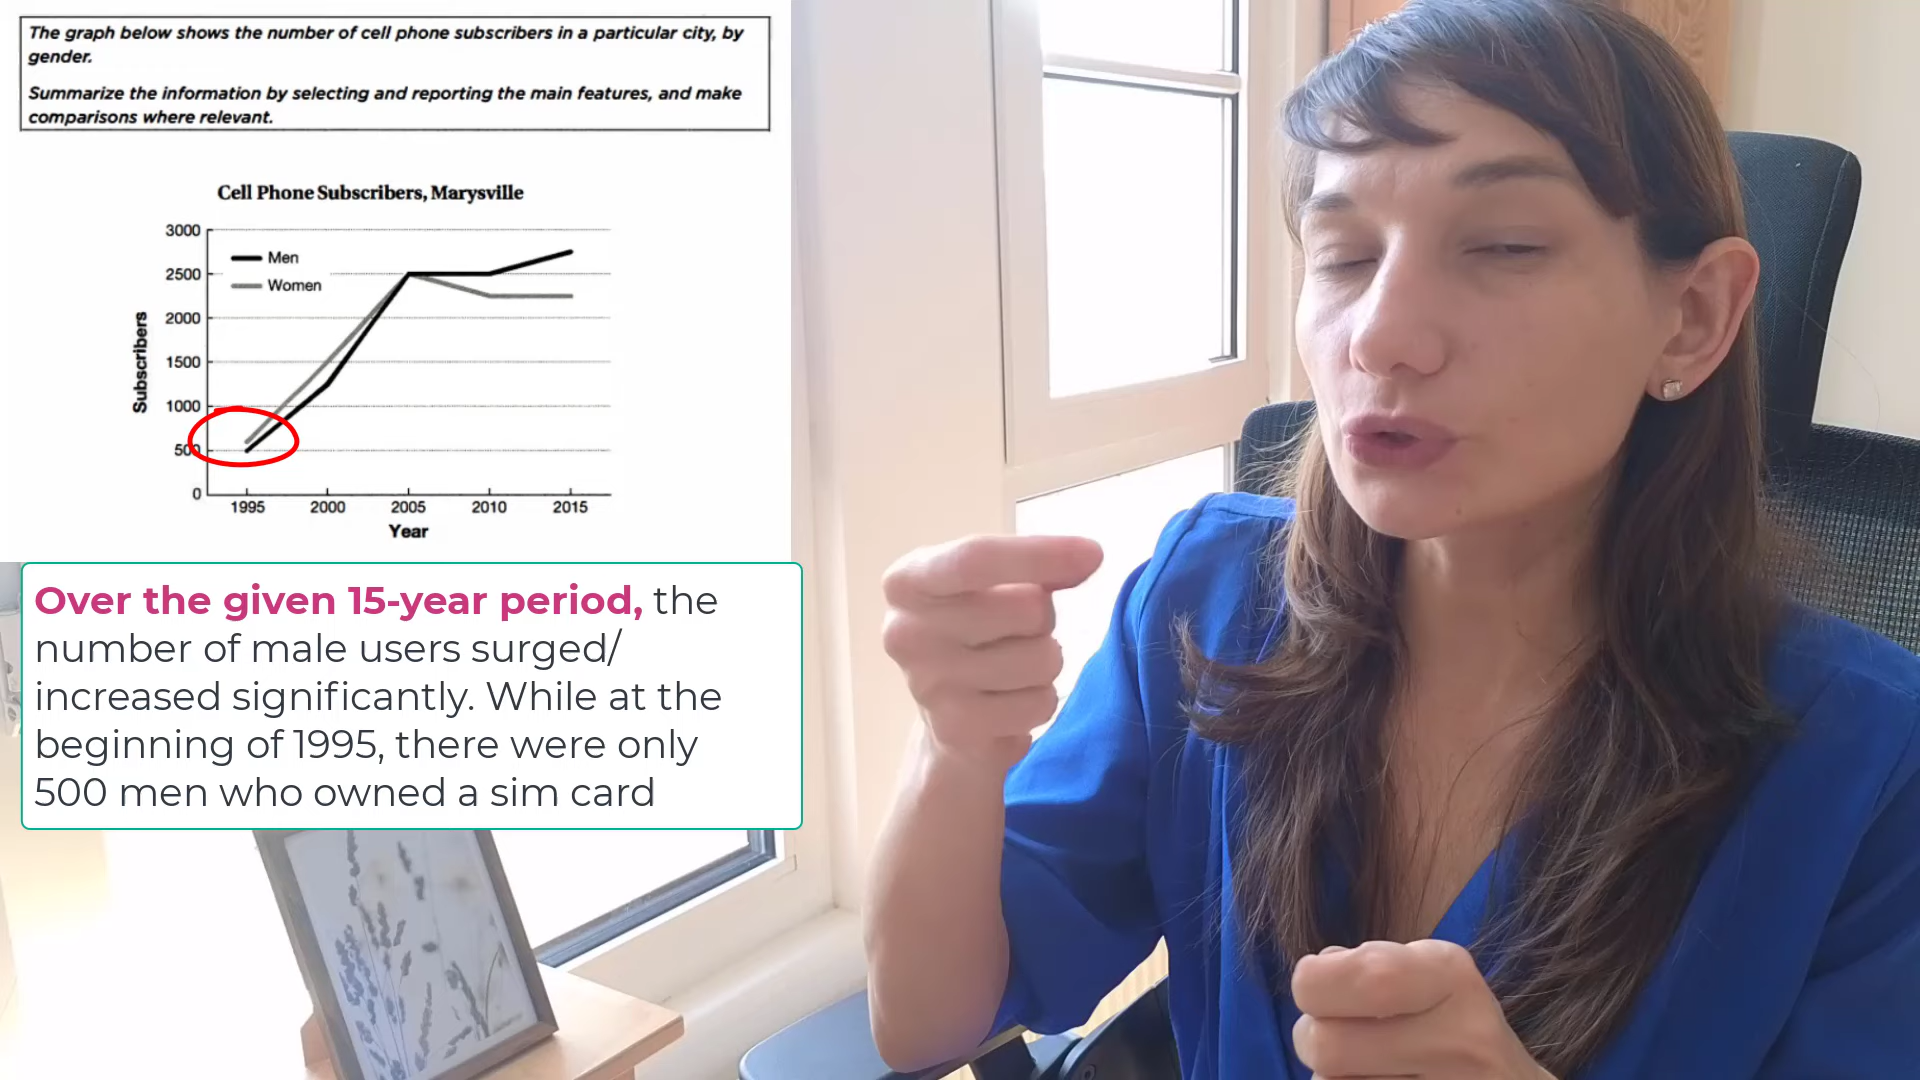 The graph below shows the number of cell phone subscribers in a particular city, by
gender.
Summarize the information by selecting and reporting the main features, and make
comparisons where relevant.
Cell Phone Subscribers, Marysville
3000
2500
2000
1500
1000
500
0
Men
Women
Subscribers
1995 2000 2005 2010 2015
Year
Over the given 15-year period, the
number of male users surged/
increased significantly. While at the
beginning of 1995, there were only
500 men who owned a sim card